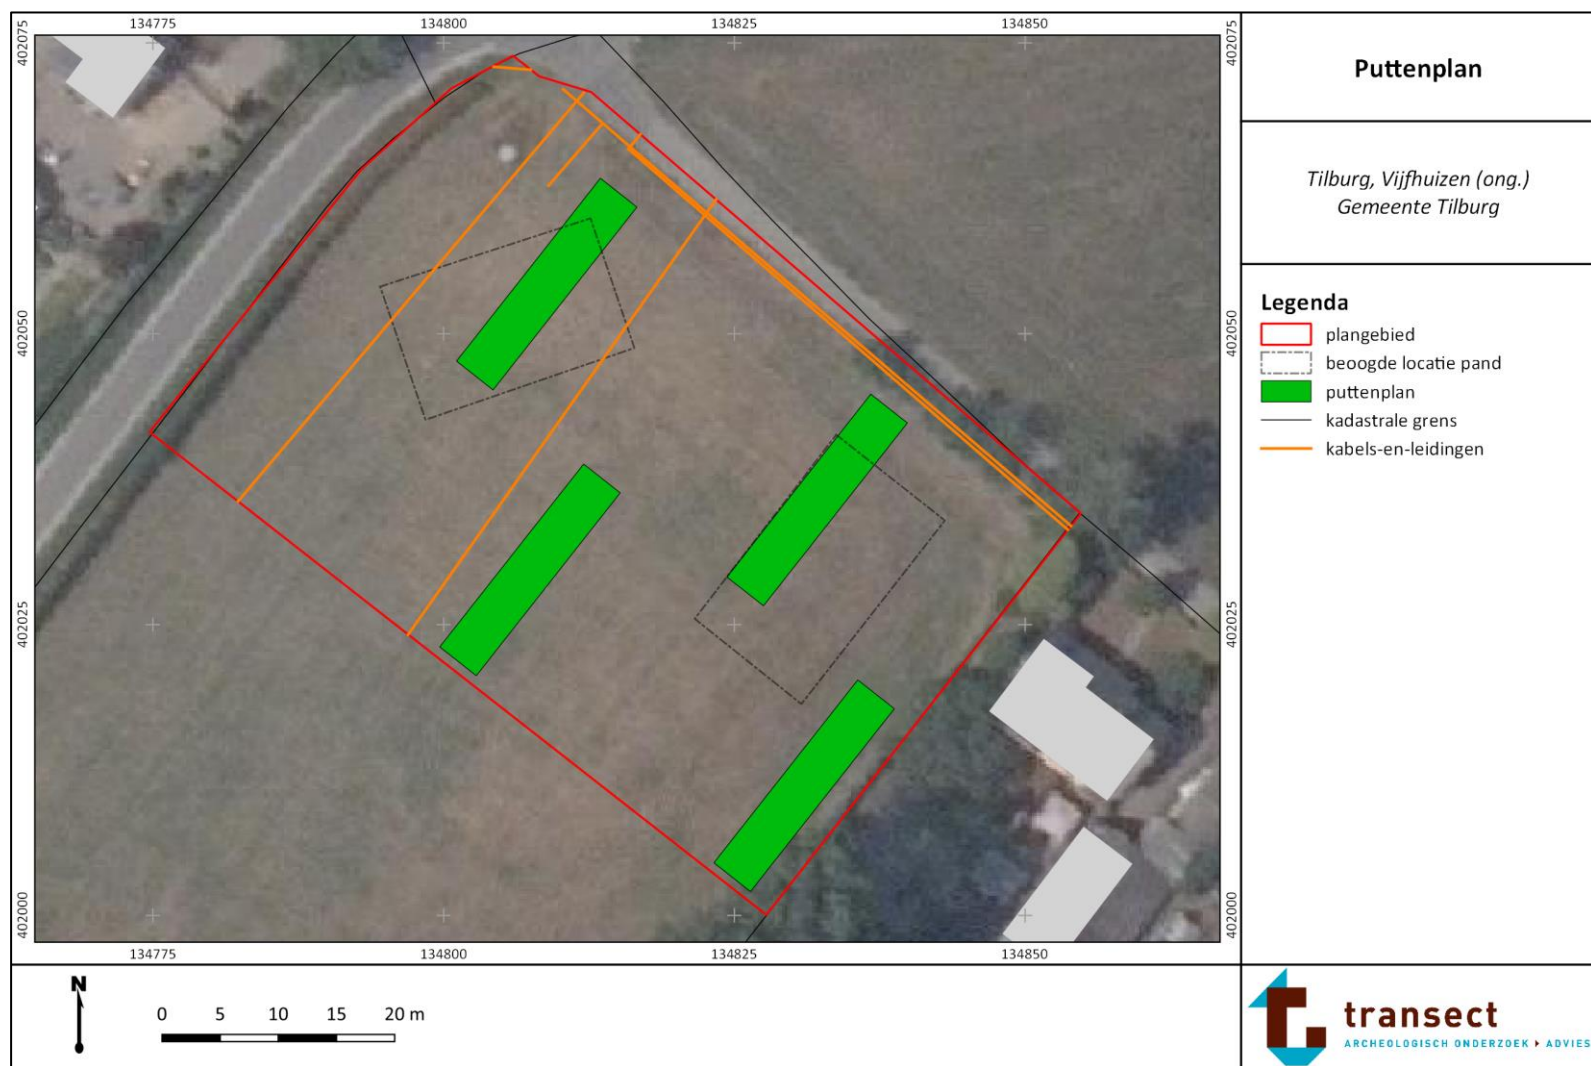 134775 134800 134825 134850
402075 402075
402050 402050
402025 402025
402000 402000
134775 134800 134825 134850
Puttenplan
Tilburg, Vijfhuizen (ong.)
Gemeente Tilburg
Legenda
plangebied
beoogde locatie pand
puttenplan
kadastrale grens
kabels-en-leidingen
N
0 5 10 15 20 m
transect
ARCHEOLOGISCH ONDERZOEK ▸ ADVIES